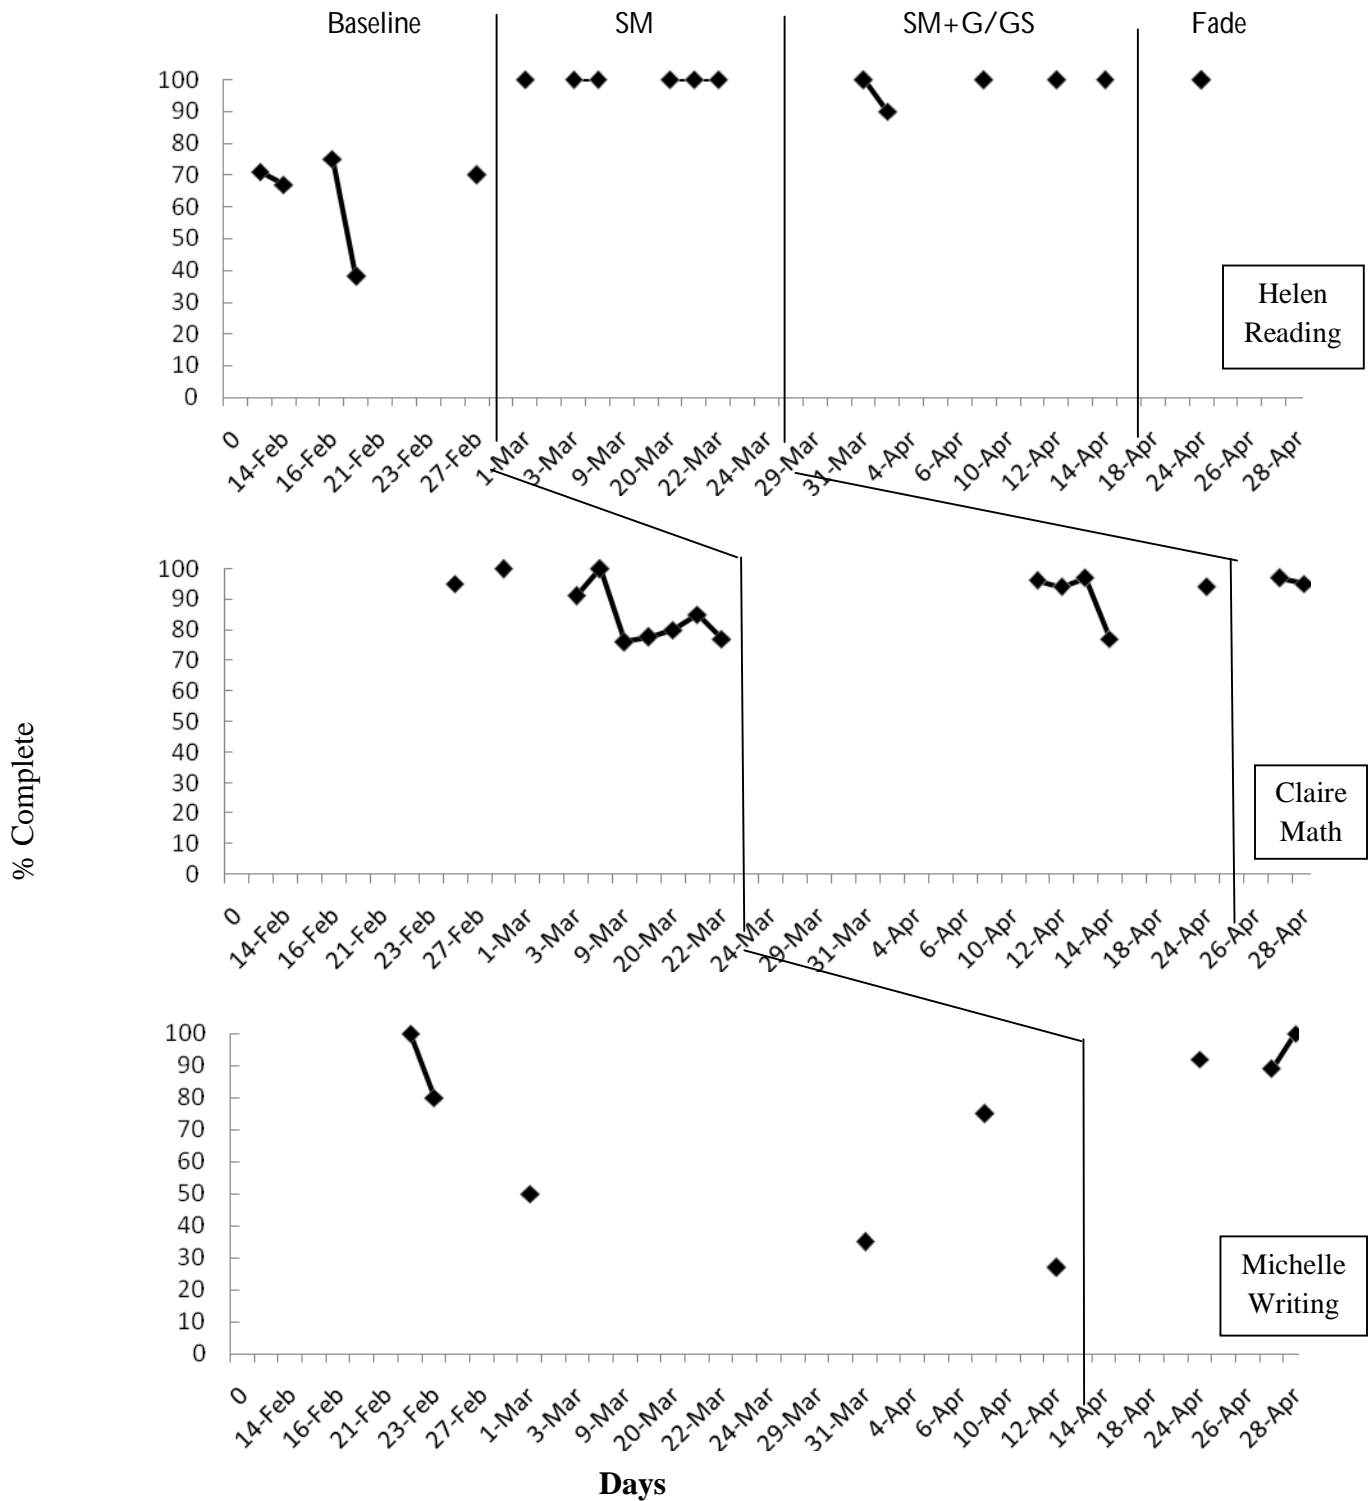 Baseline SM SM+G/GS Fade
100
90
80
70
60
50
40
30
20
10
0
0 14-Feb 16-Feb 21-Feb 23-Feb 27-Feb 1-Mar 3-Mar 9-Mar 20-Mar 22-Mar 24-Mar 29-Mar 31-Mar 4-Apr 6-Apr 10-Apr 12-Apr 14-Apr 18-Apr 24-Apr 26-Apr 28-Apr
Helen
Reading
100
90
80
70
60
50
40
30
20
10
0
0 14-Feb 16-Feb 21-Feb 23-Feb 27-Feb 1-Mar 3-Mar 9-Mar 20-Mar 22-Mar 24-Mar 29-Mar 31-Mar 4-Apr 6-Apr 10-Apr 12-Apr 14-Apr 18-Apr 24-Apr 26-Apr 28-Apr
Claire
Math
% Complete
100
90
80
70
60
50
40
30
20
10
0
0 14-Feb 16-Feb 21-Feb 23-Feb 27-Feb 1-Mar 3-Mar 9-Mar 20-Mar 22-Mar 24-Mar 29-Mar 31-Mar 4-Apr 6-Apr 10-Apr 12-Apr 14-Apr 18-Apr 24-Apr 26-Apr 28-Apr
Michelle
Writing
Days